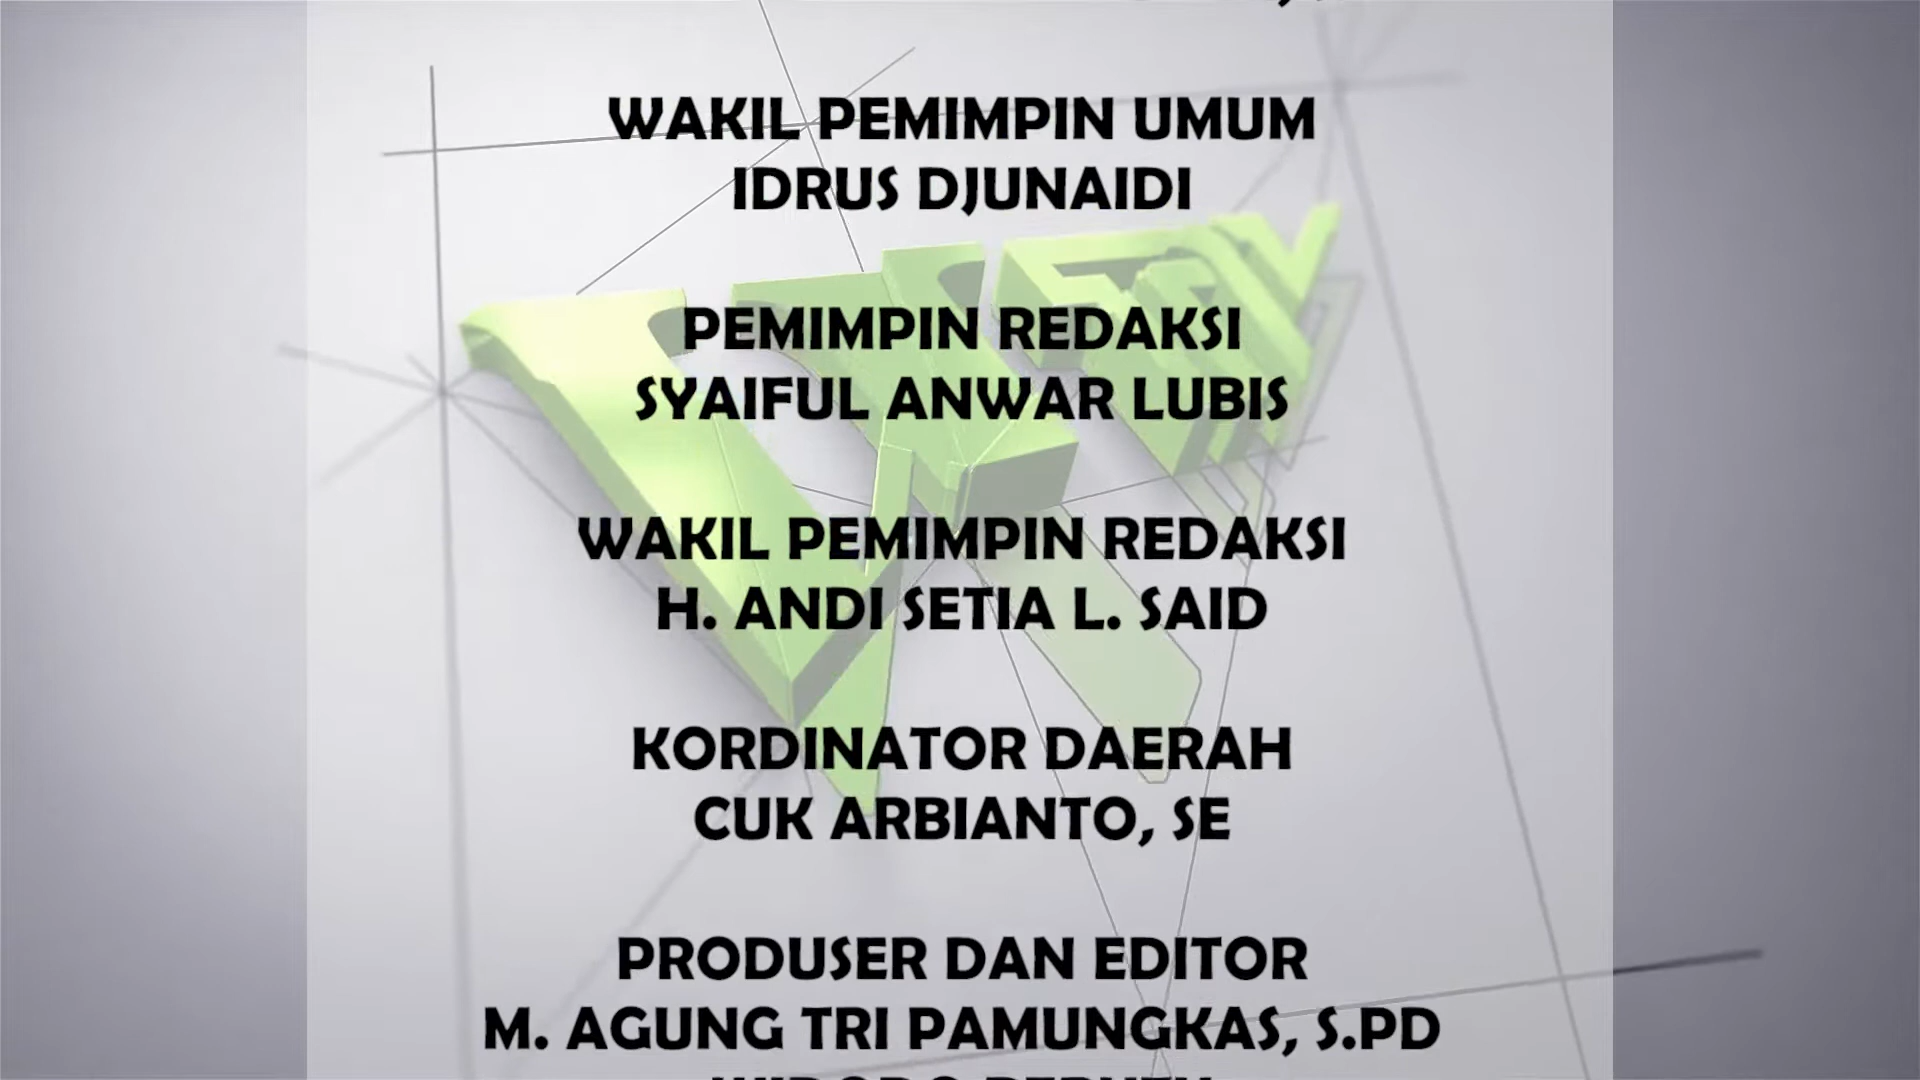 WAKIL PEMIMPIN UMUM
IDRUS DJUNAIDI
PEMIMPIN REDAKSI
SYAIFUL ANWAR LUBIS
WAKIL PEMIMPIN REDAKSI
H. ANDI SETIA L. SAID
KORDINATOR DAERAH
CUK ARBIANTO, SE
PRODUSER DAN EDITOR
M. AGUNG TRI PAMUNGKAS, S.PD